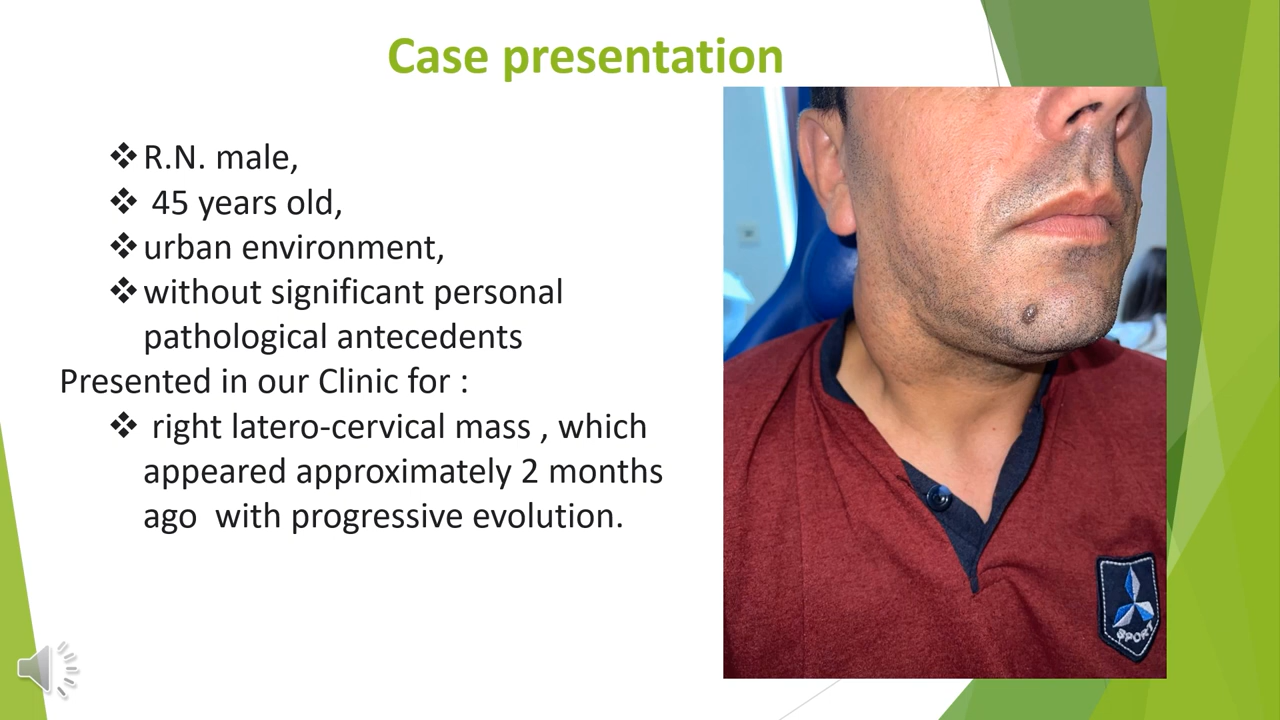 Case presentation
❖R.N. male,
❖ 45 years old,
❖urban environment,
❖without significant personal
pathological antecedents
Presented in our Clinic for :
❖ right latero-cervical mass , which
appeared approximately 2 months
ago  with progressive evolution.
SPORT